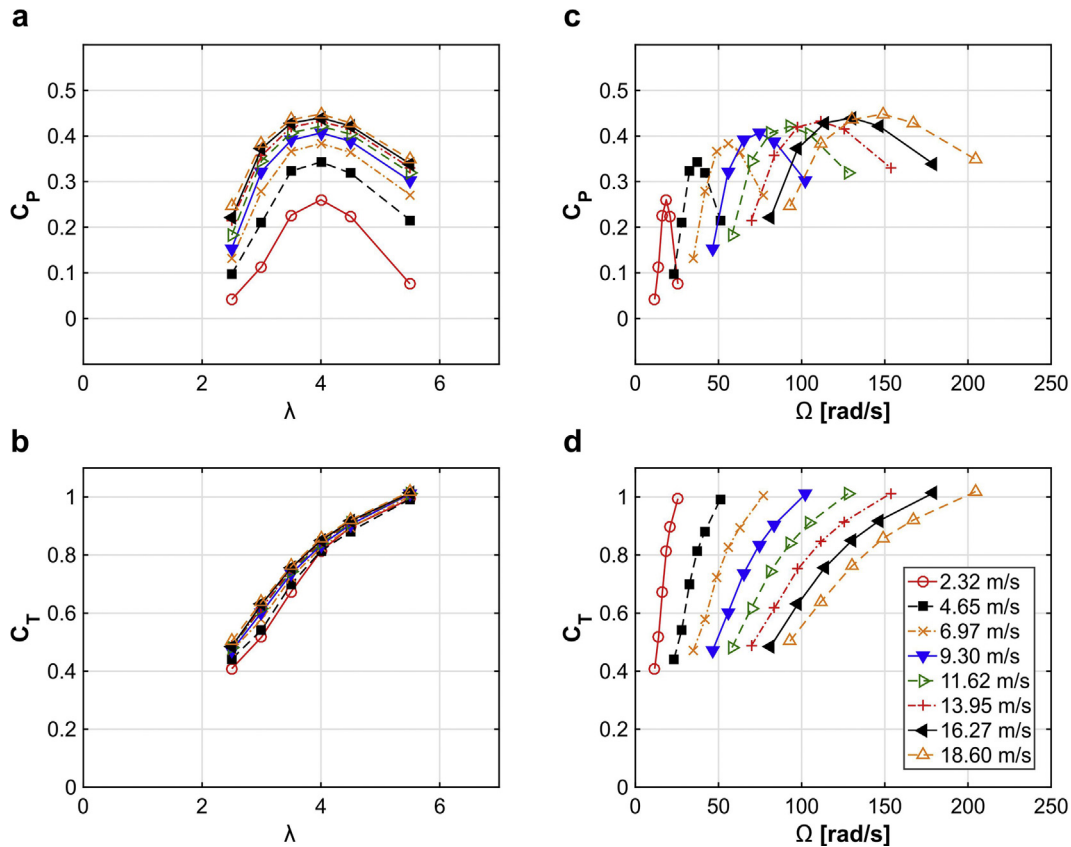 a
0.5
0.4
0.3
0.2
0.1
0
C_P
0 2 4 6
λ
c
0.5
0.4
0.3
0.2
0.1
0
C_P
0 50 100 150 200 250
Ω [rad/s]
b
1
0.8
0.6
0.4
0.2
0
C_T
0 2 4 6
λ
d
1
0.8
0.6
0.4
0.2
0
C_T
0 50 100 150 200 250
Ω [rad/s]
2.32 m/s
4.65 m/s
6.97 m/s
9.30 m/s
11.62 m/s
13.95 m/s
16.27 m/s
18.60 m/s